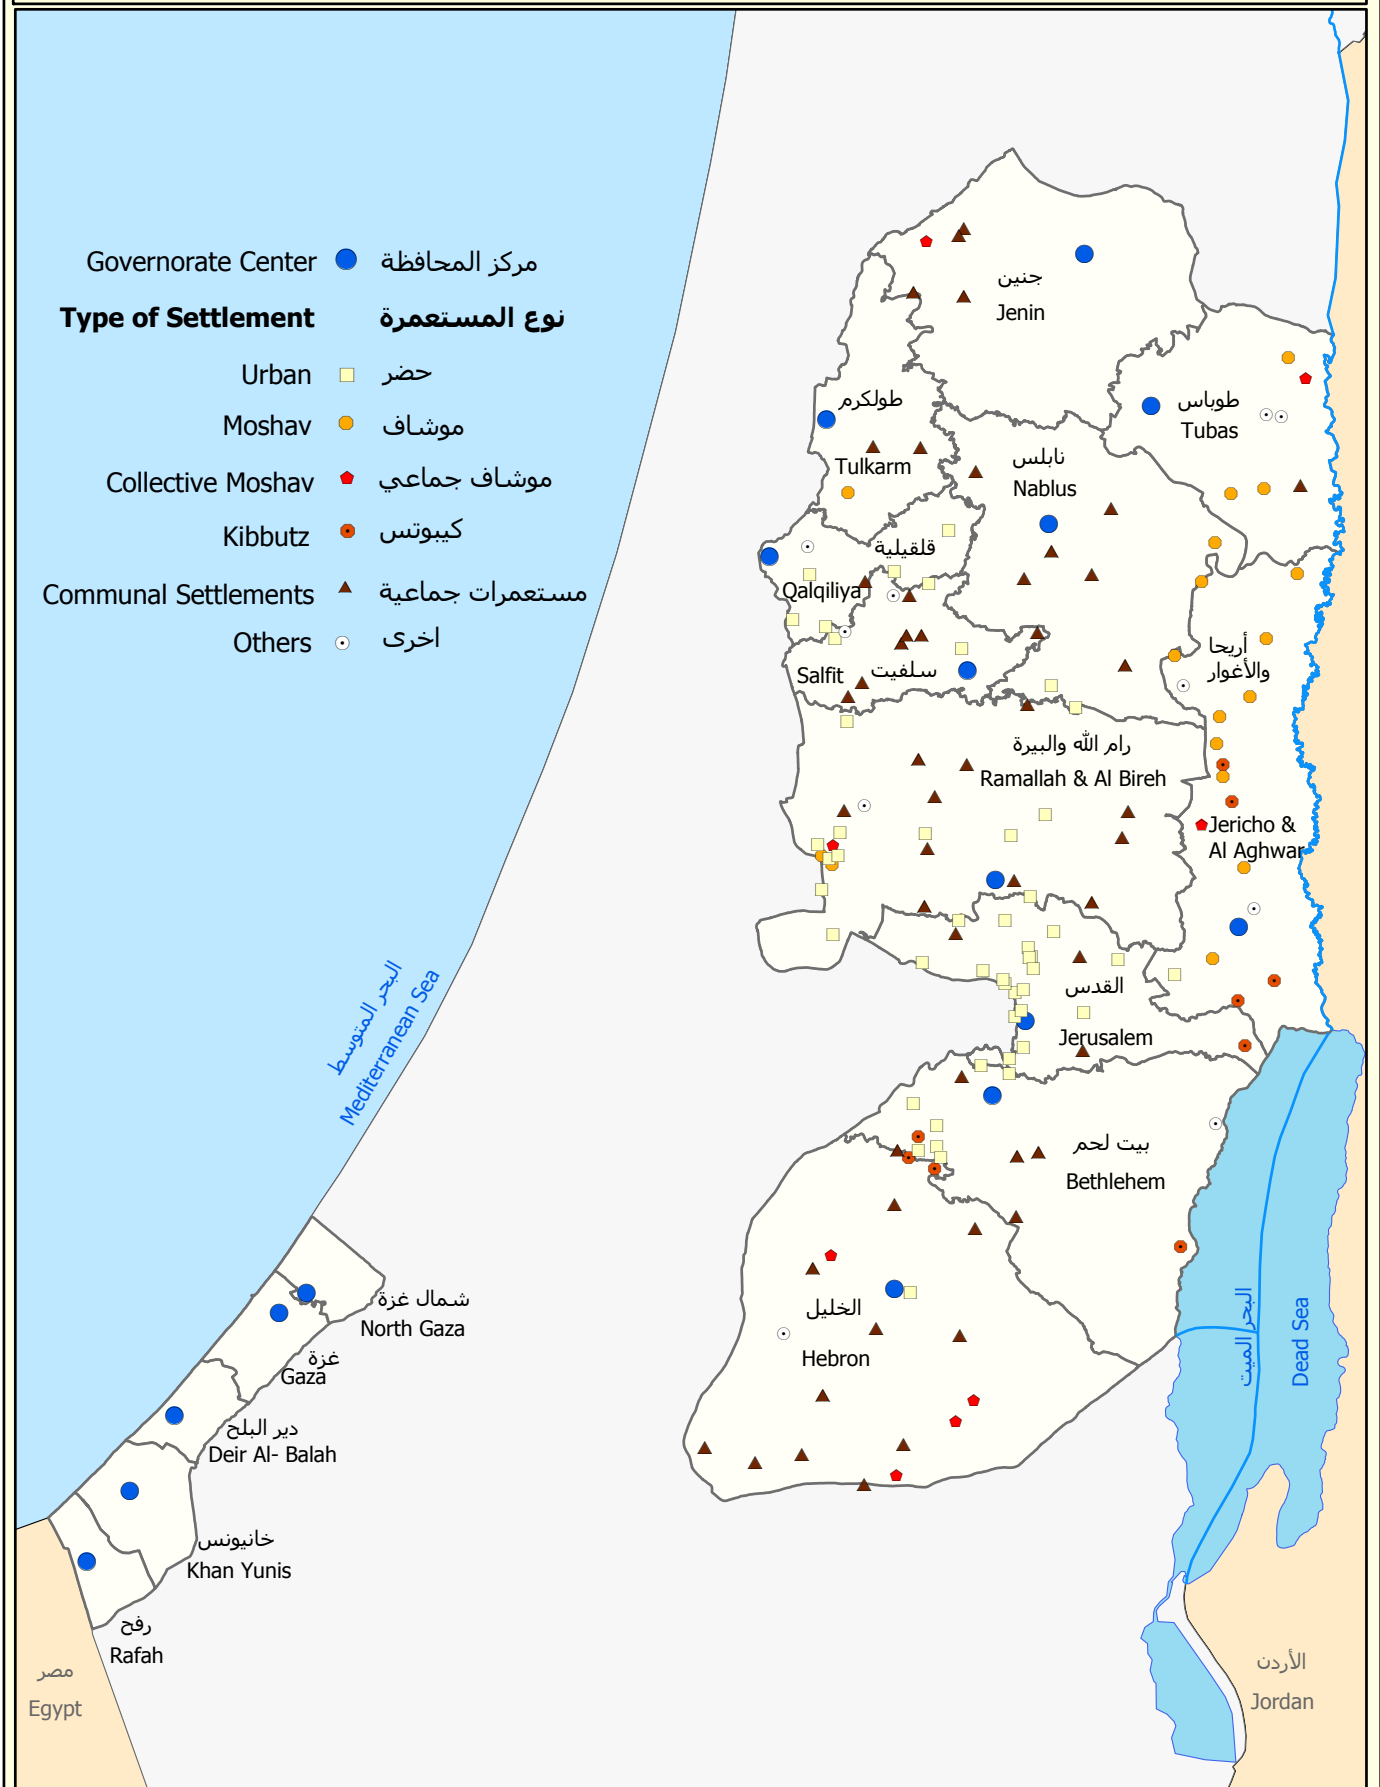 Governorate Center مركز المحافظة
Type of Settlement نوع المستعمرة
Urban حضر
Moshav موشاف
Collective Moshav موشاف جماعي
Kibbutz كيبوتس
Communal Settlements مستعمرات جماعية
Others اخرى
جنين
Jenin
طولكرم
Tulkarm
طوباس
Tubas
نابلس
Nablus
قلقيلية
Qalqiliya
سلفيت
Salfit
أريحا
والأغوار
Jericho &
Al Aghwar
رام الله والبيرة
Ramallah & Al Bireh
القدس
Jerusalem
بيت لحم
Bethlehem
الخليل
Hebron
البحر المتوسط
Mediterranean Sea
البحر الميت
Dead Sea
شمال غزة
North Gaza
غزة
Gaza
دير البلح
Deir Al- Balah
خانيونس
Khan Yunis
رفح
Rafah
مصر
Egypt
الأردن
Jordan